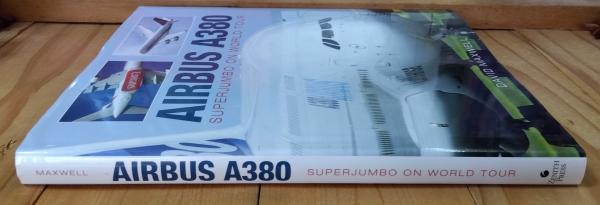 AIRBUS A380
SUPERJUMBO ON WORLD TOUR
DAVID MAXWELL
MAXWELL AIRBUS A380 SUPERJUMBO ON WORLD TOUR ZENITH PRESS